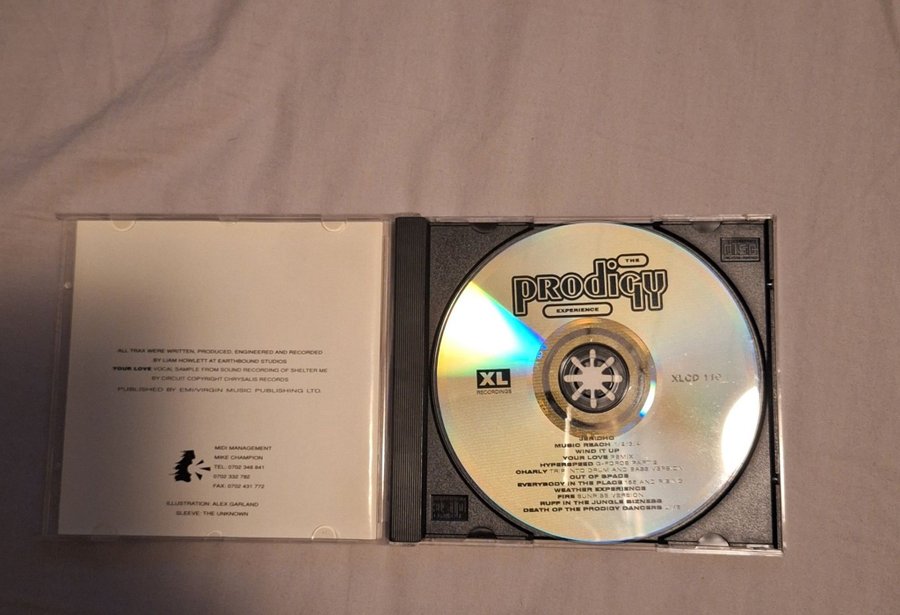 ALL TRAX WERE WRITTEN, PRODUCED, ENGINEERED AND RECORDED
BY LIAM HOWLETT AT EARTHBOUND STUDIOS
YOUR LOVE VOCAL SAMPLE FROM SOUND RECORDING OF SHELTER ME
BY CIRCUIT COPYRIGHT CHRYSALIS RECORDS
PUBLISHED BY EMI/VIRGIN MUSIC PUBLISHING LTD.
MIDI MANAGEMENT
MIKE CHAMPION
TEL: 0702 346 841
0702 332 782
FAX: 0702 431 772
ILLUSTRATION: ALEX GARLAND
SLEEVE: THE UNKNOWN
THE
prodigy
EXPERIENCE
XL
RECORDINGS
XLCD 110
JERICHO
MUSIC REACH 1/2/3/4
WIND IT UP
YOUR LOVE REMIX
HYPERSPEED G-FORCE PART 2
CHARLY TRIP INTO DRUM AND BASS VERSION
OUT OF SPACE
EVERYBODY IN THE PLACE 155 AND RISING
WEATHER EXPERIENCE
FIRE SUNRISE VERSION
RUFF IN THE JUNGLE BIZNESS
DEATH OF THE PRODIGY DANCERS LIVE